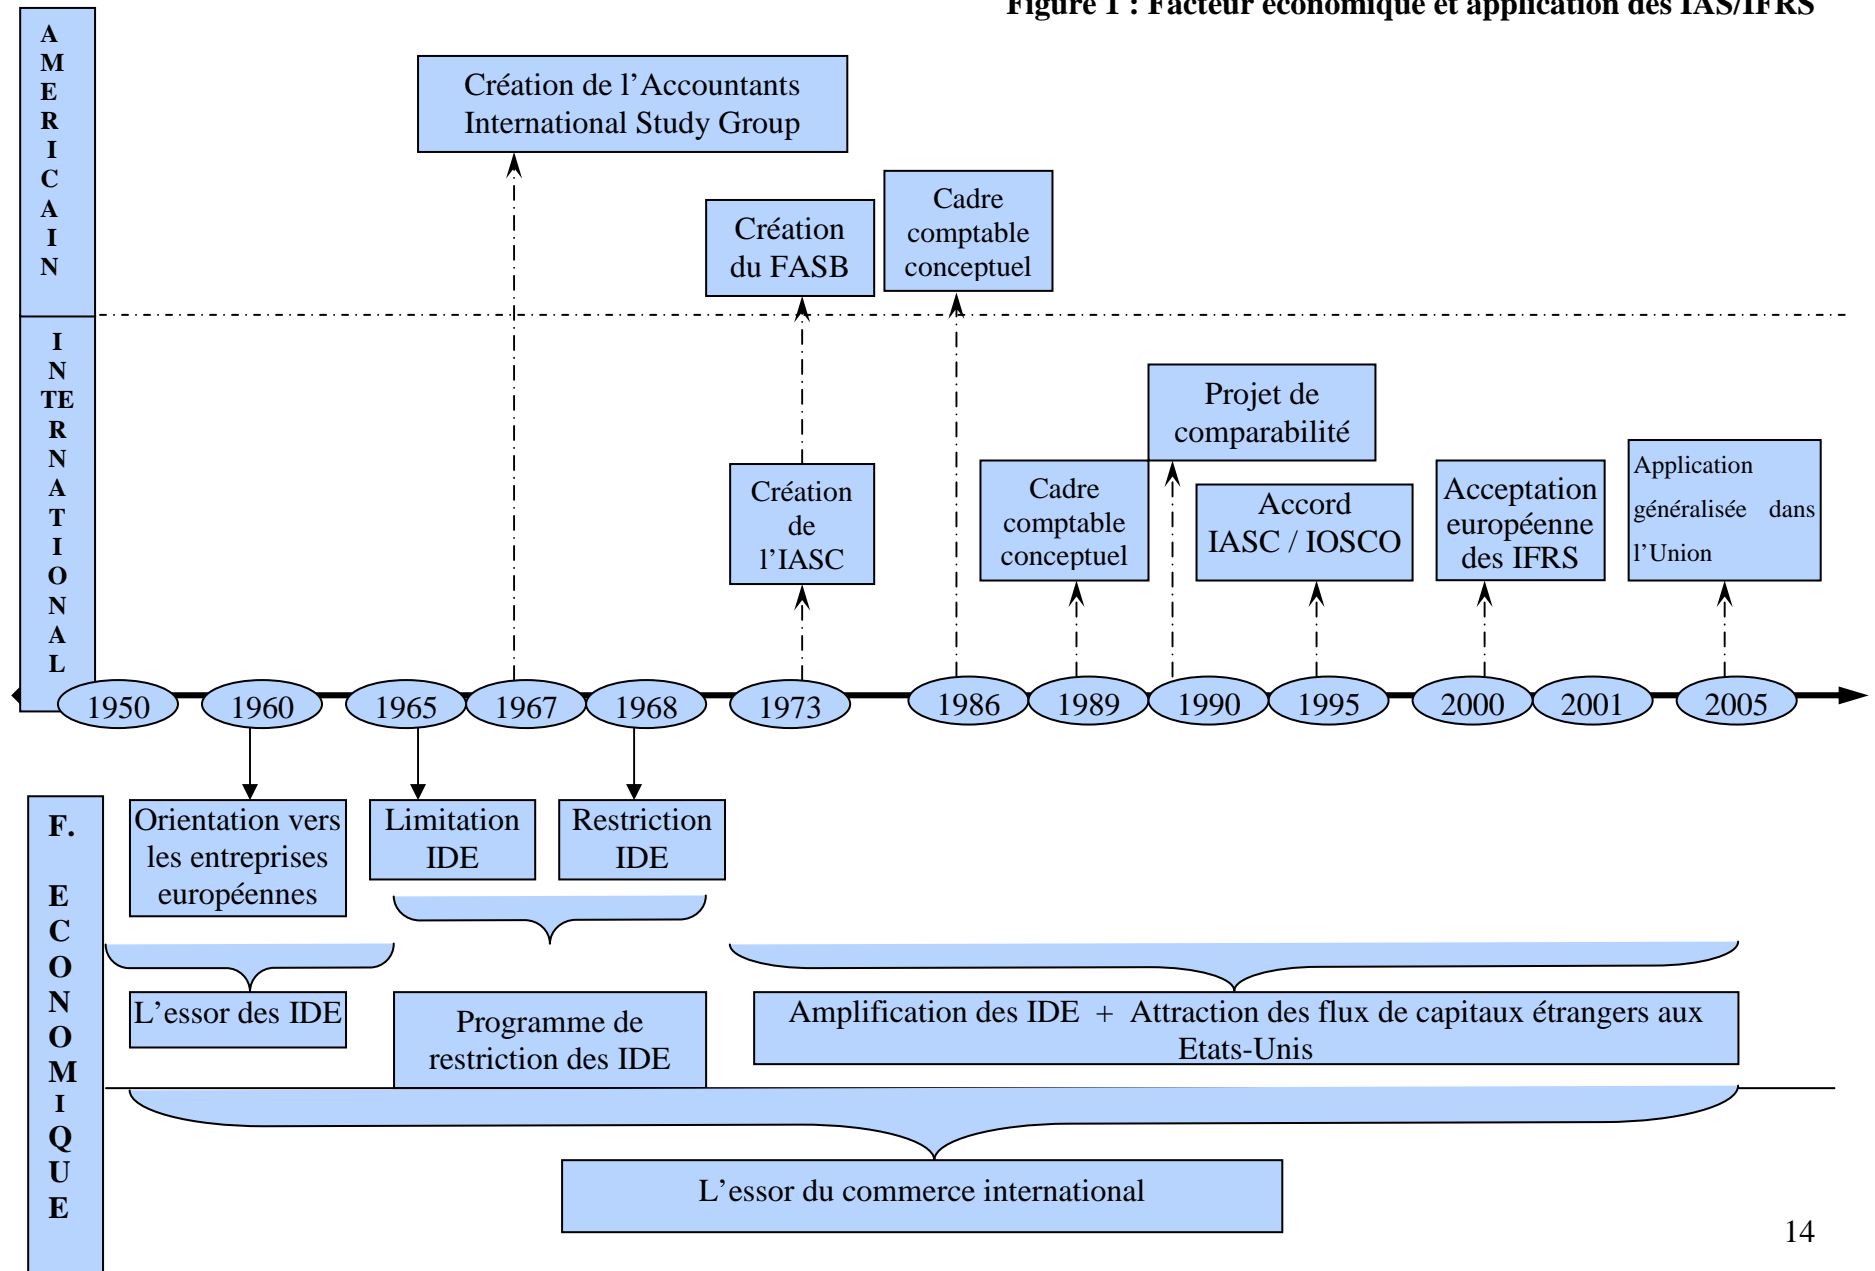 Figure 1 : Facteur économique et application des IAS/IFRS
AMERICAIN
Création de l’Accountants
International Study Group
Création
du FASB
Cadre
comptable
conceptuel
INTERNATIONAL
Création
de
l’IASC
Cadre
comptable
conceptuel
Projet de
comparabilité
Accord
IASC / IOSCO
Acceptation
européenne
des IFRS
Application
généralisée dans
l’Union
1950 1960 1965 1967 1968 1973 1986 1989 1990 1995 2000 2001 2005
F. ECONOMIQUE
Orientation vers
les entreprises
européennes
Limitation
IDE
Restriction
IDE
L’essor des IDE
Programme de
restriction des IDE
Amplification des IDE + Attraction des flux de capitaux étrangers aux
Etats-Unis
L’essor du commerce international
14